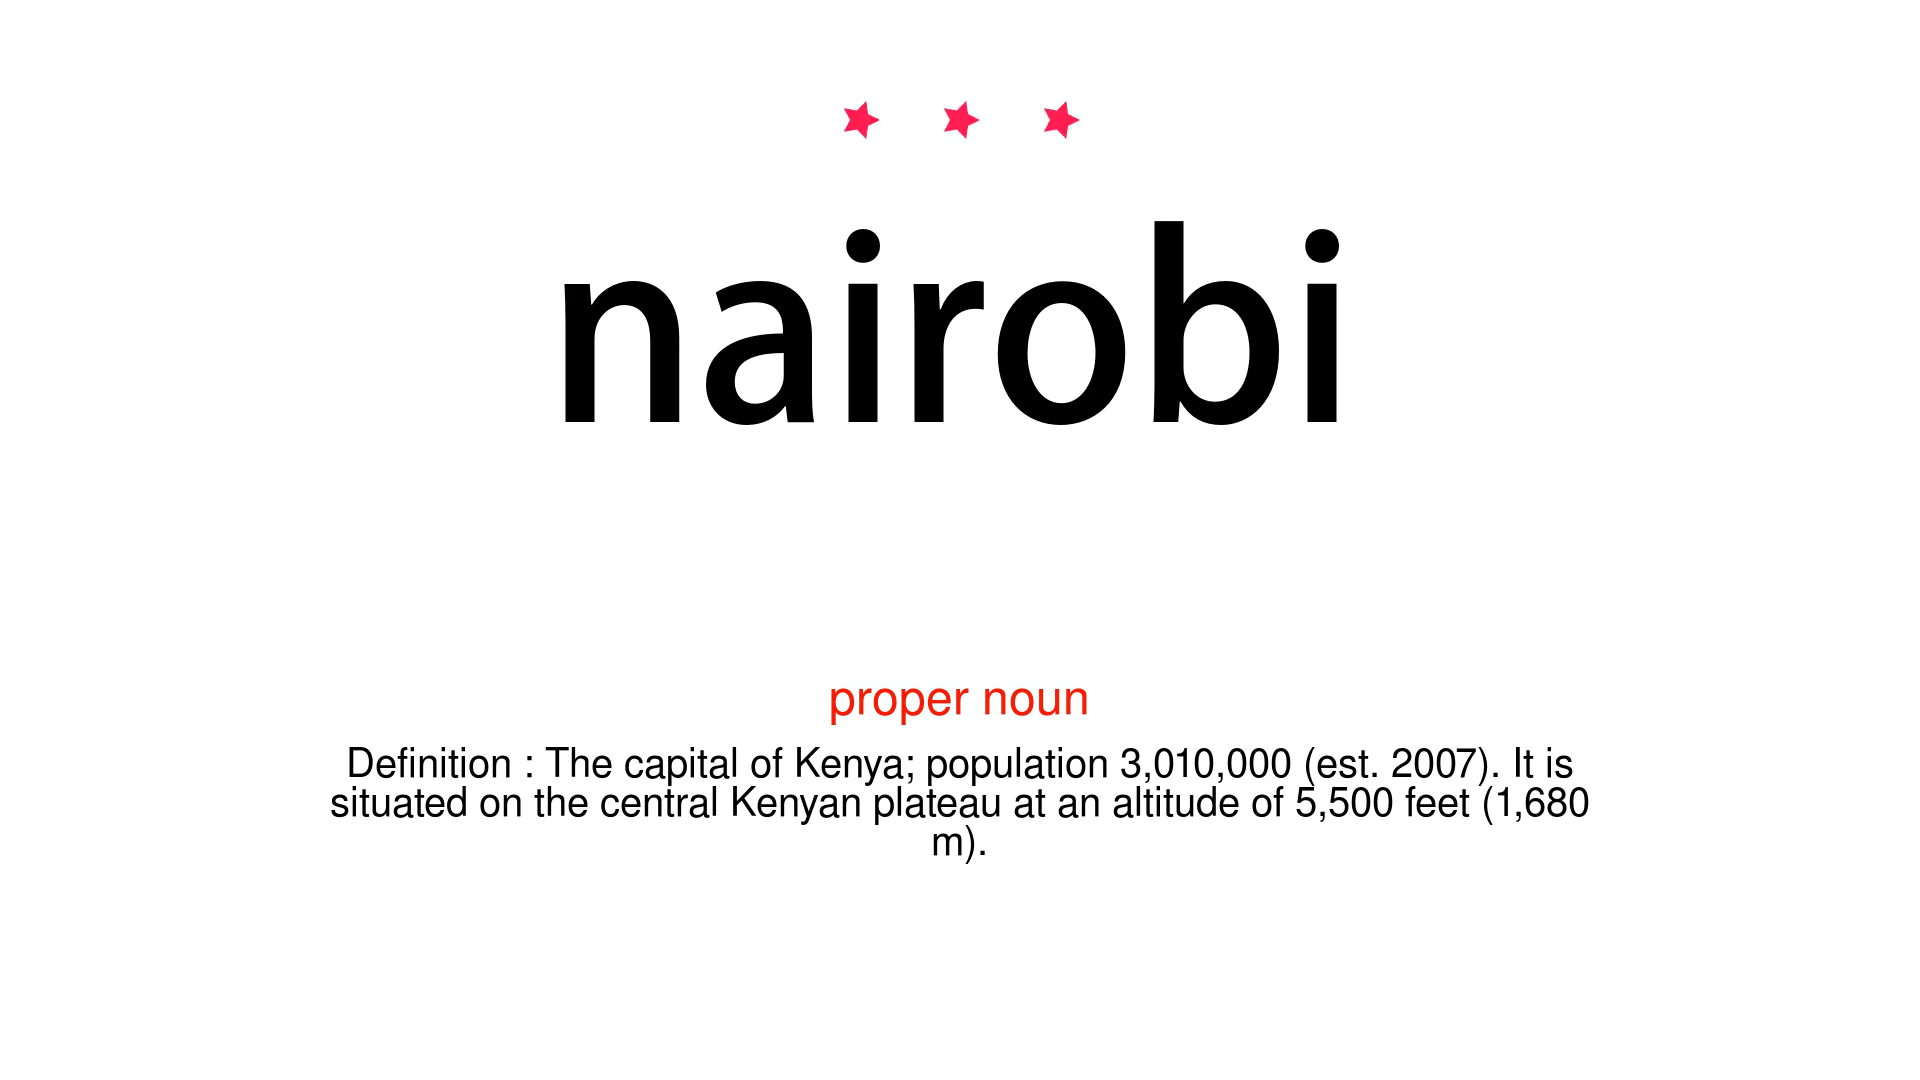 nairobi
proper noun
Definition : The capital of Kenya; population 3,010,000 (est. 2007). It is
situated on the central Kenyan plateau at an altitude of 5,500 feet (1,680
m).